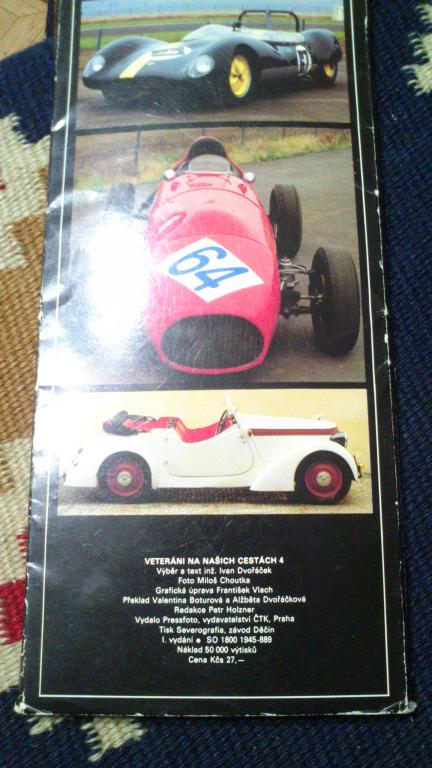 64
VETERÁNI NA NAŠICH CESTÁCH 4
Výběr a text inž. Ivan Dvořáček
Foto Miloš Choutka
Grafická úprava František Vlach
Překlad Valentina Boturová a Alžběta Dvořáčková
Redakce Petr Holzner
Vydalo Pressfoto, vydavatelství ČTK, Praha
Tisk Severografia, závod Děčín
I. vydání ● SO 1800 1945-889
Náklad 50 000 výtisků
Cena Kčs 27,—